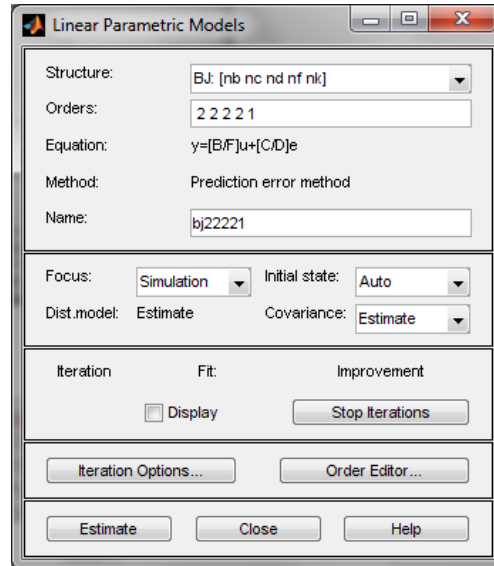 Linear Parametric Models
Structure: BJ: [nb nc nd nf nk]
Orders: 2 2 2 2 1
Equation: y=[B/F]u+[C/D]e
Method: Prediction error method
Name: bj22221
Focus: Simulation Initial state: Auto
Dist.model: Estimate Covariance: Estimate
Iteration Fit: Improvement
Display Stop Iterations
Iteration Options... Order Editor...
Estimate Close Help